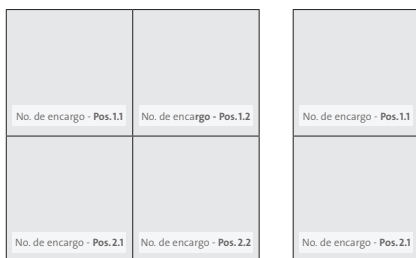 No. de encargo - Pos.1.1
No. de encargo - Pos.1.2
No. de encargo - Pos.1.1
No. de encargo - Pos.2.1
No. de encargo - Pos.2.2
No. de encargo - Pos.2.1